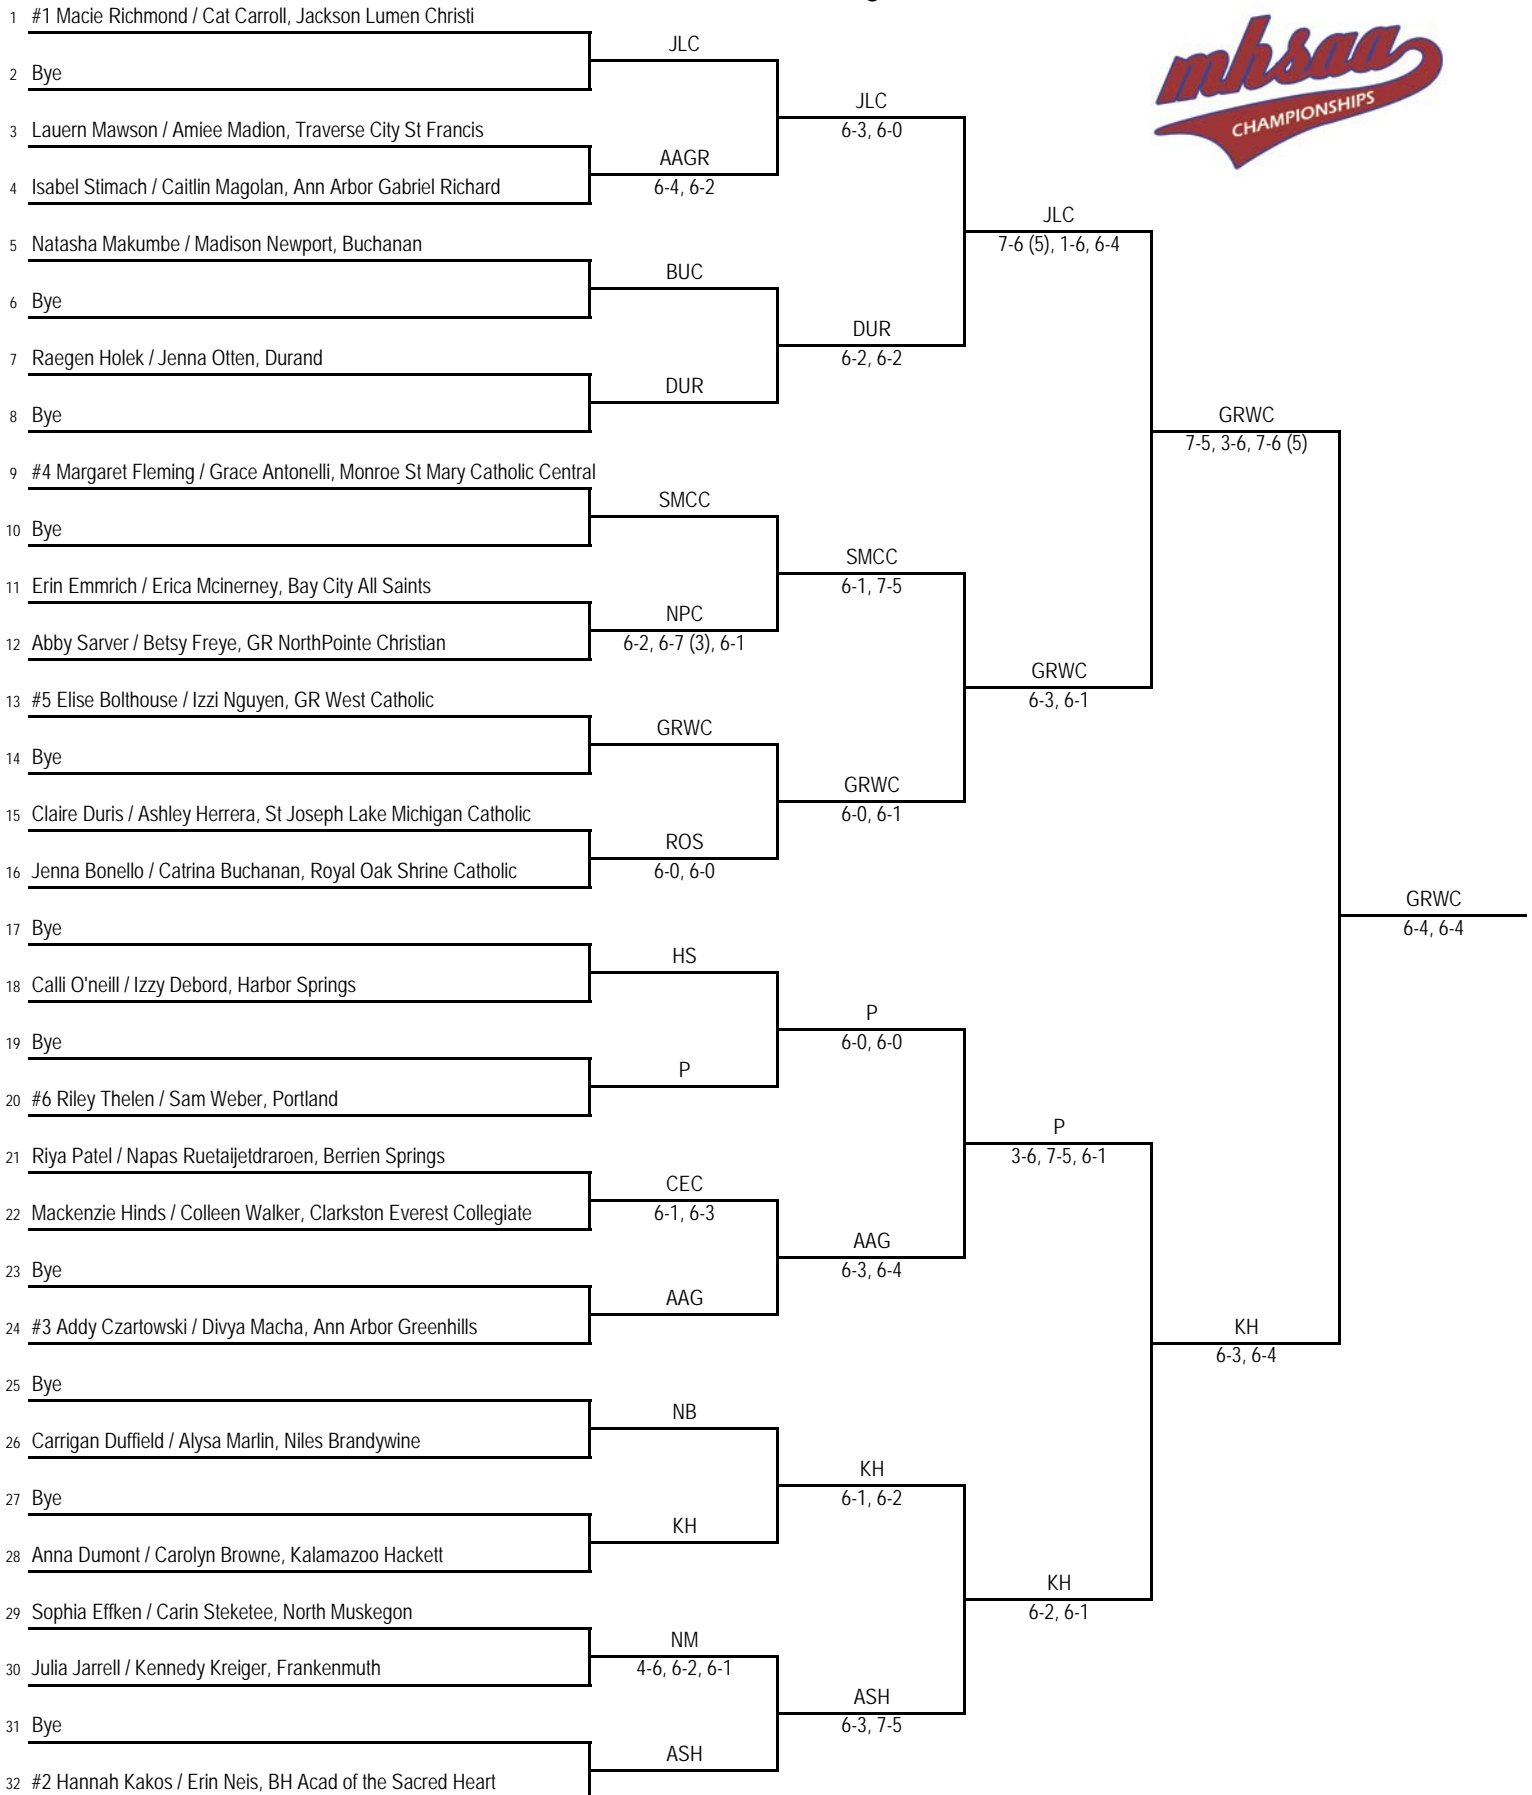 1 #1 Macie Richmond / Cat Carroll, Jackson Lumen Christi
2 Bye
3 Lauern Mawson / Amiee Madion, Traverse City St Francis
4 Isabel Stimach / Caitlin Magolan, Ann Arbor Gabriel Richard
5 Natasha Makumbe / Madison Newport, Buchanan
6 Bye
7 Raegen Holek / Jenna Otten, Durand
8 Bye
9 #4 Margaret Fleming / Grace Antonelli, Monroe St Mary Catholic Central
10 Bye
11 Erin Emmrich / Erica Mcinerney, Bay City All Saints
12 Abby Sarver / Betsy Freye, GR NorthPointe Christian
13 #5 Elise Bolthouse / Izzi Nguyen, GR West Catholic
14 Bye
15 Claire Duris / Ashley Herrera, St Joseph Lake Michigan Catholic
16 Jenna Bonello / Catrina Buchanan, Royal Oak Shrine Catholic
17 Bye
18 Calli O'neill / Izzy Debord, Harbor Springs
19 Bye
20 #6 Riley Thelen / Sam Weber, Portland
21 Riya Patel / Napas Ruetaijetdraroen, Berrien Springs
22 Mackenzie Hinds / Colleen Walker, Clarkston Everest Collegiate
23 Bye
24 #3 Addy Czartowski / Divya Macha, Ann Arbor Greenhills
25 Bye
26 Carrigan Duffield / Alysa Marlin, Niles Brandywine
27 Bye
28 Anna Dumont / Carolyn Browne, Kalamazoo Hackett
29 Sophia Effken / Carin Steketee, North Muskegon
30 Julia Jarrell / Kennedy Kreiger, Frankenmuth
31 Bye
32 #2 Hannah Kakos / Erin Neis, BH Acad of the Sacred Heart
JLC
AAGR
6-4, 6-2
BUC
DUR
SMCC
NPC
6-2, 6-7 (3), 6-1
GRWC
ROS
6-0, 6-0
HS
P
CEC
6-1, 6-3
AAG
NB
KH
NM
4-6, 6-2, 6-1
ASH
JLC
6-3, 6-0
DUR
6-2, 6-2
SMCC
6-1, 7-5
GRWC
6-0, 6-1
P
6-0, 6-0
AAG
6-3, 6-4
KH
6-1, 6-2
ASH
6-3, 7-5
JLC
7-6 (5), 1-6, 6-4
GRWC
6-3, 6-1
P
3-6, 7-5, 6-1
KH
6-2, 6-1
GRWC
7-5, 3-6, 7-6 (5)
KH
6-3, 6-4
GRWC
6-4, 6-4
mhsaa
CHAMPIONSHIPS